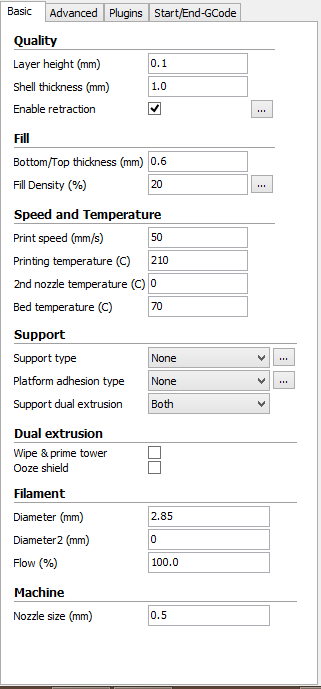 Basic Advanced Plugins Start/End-GCode
Quality
Layer height (mm) 0.1
Shell thickness (mm) 1.0
Enable retraction ...
Fill
Bottom/Top thickness (mm) 0.6
Fill Density (%) 20 ...
Speed and Temperature
Print speed (mm/s) 50
Printing temperature (C) 210
2nd nozzle temperature (C) 0
Bed temperature (C) 70
Support
Support type None ...
Platform adhesion type None ...
Support dual extrusion Both
Dual extrusion
Wipe & prime tower
Ooze shield
Filament
Diameter (mm) 2.85
Diameter2 (mm) 0
Flow (%) 100.0
Machine
Nozzle size (mm) 0.5